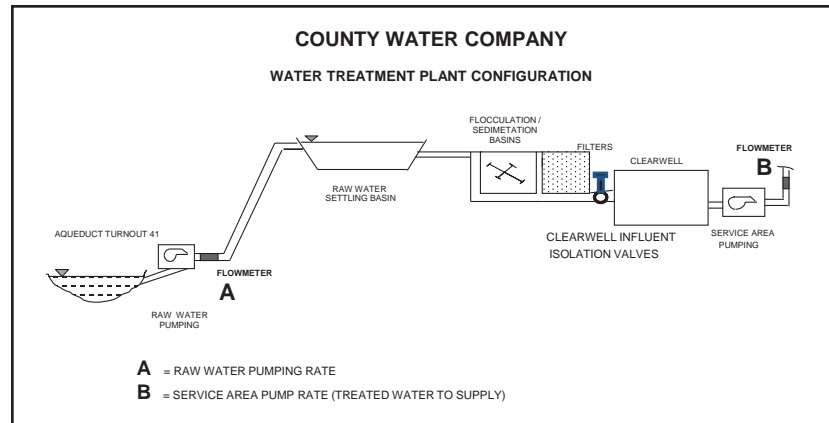 COUNTY WATER COMPANY
WATER TREATMENT PLANT CONFIGURATION
FLOCCULATION /
SEDIMETATION
BASINS
FILTERS
CLEARWELL
FLOWMETER
B
RAW WATER
SETTLING BASIN
AQUEDUCT TURNOUT 41
CLEARWELL INFLUENT
ISOLATION VALVES
SERVICE AREA
PUMPING
FLOWMETER
A
RAW WATER
PUMPING
A = RAW WATER PUMPING RATE
B = SERVICE AREA PUMP RATE (TREATED WATER TO SUPPLY)